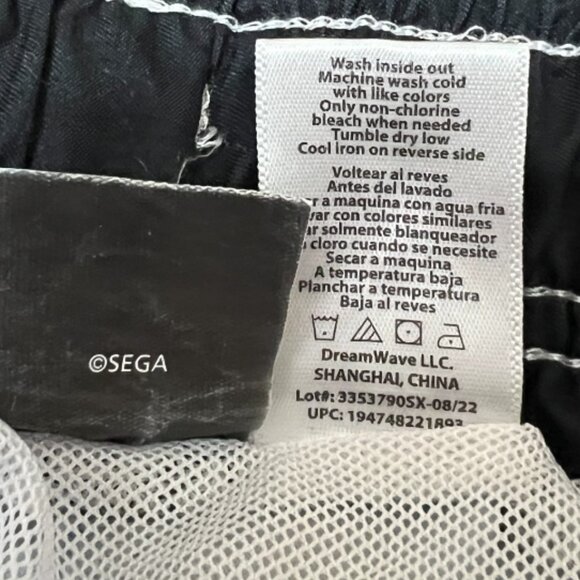 Wash inside out
Machine wash cold
with like colors
Only non-chlorine
bleach when needed
Tumble dry low
Cool iron on reverse side
Voltear al reves
Antes del lavado
a maquina con agua fria
con colores similares
solmente blanqueador
cloro cuando se necesite
Secar a maquina
A temperatura baja
Planchar a temperatura
Baja al reves
DreamWave LLC.
SHANGHAI, CHINA
Lot#: 3353790SX-08/22
UPC: 194748221893
©SEGA